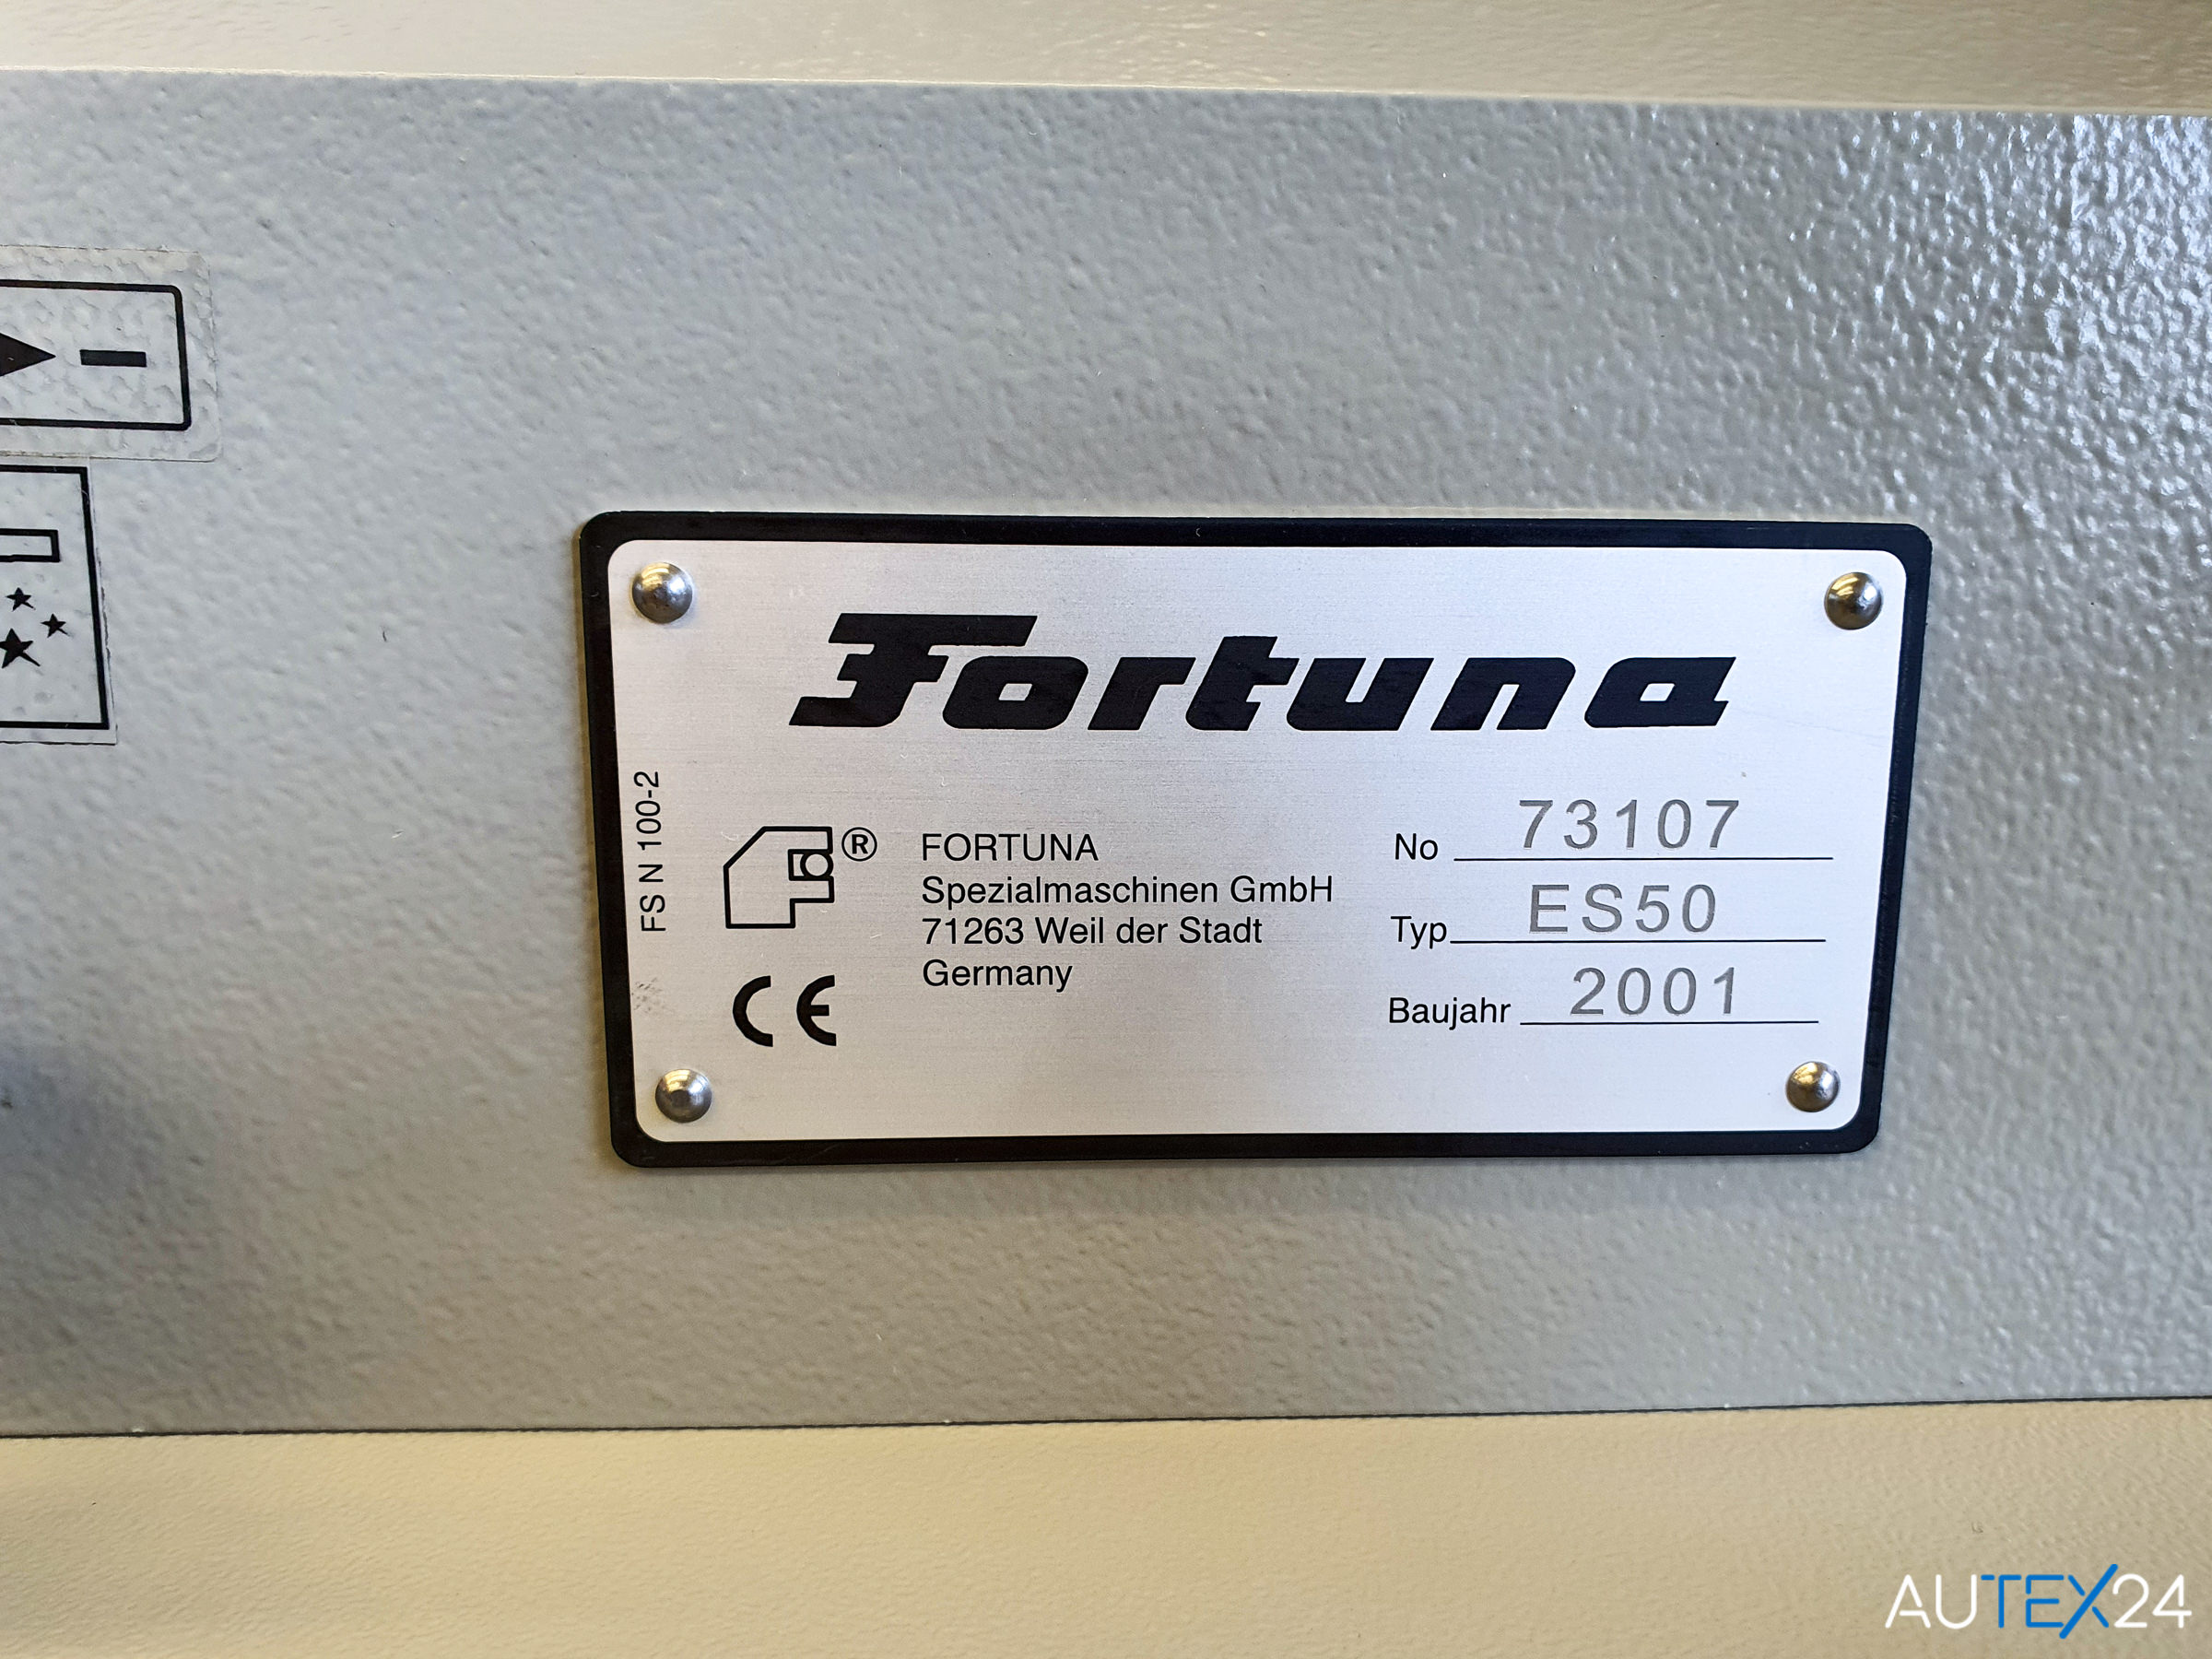 Fortuna
FS N 100-2
®
FORTUNA
Spezialmaschinen GmbH
71263 Weil der Stadt
Germany
CE
No 73107
Typ ES50
Baujahr 2001
AUTEX24